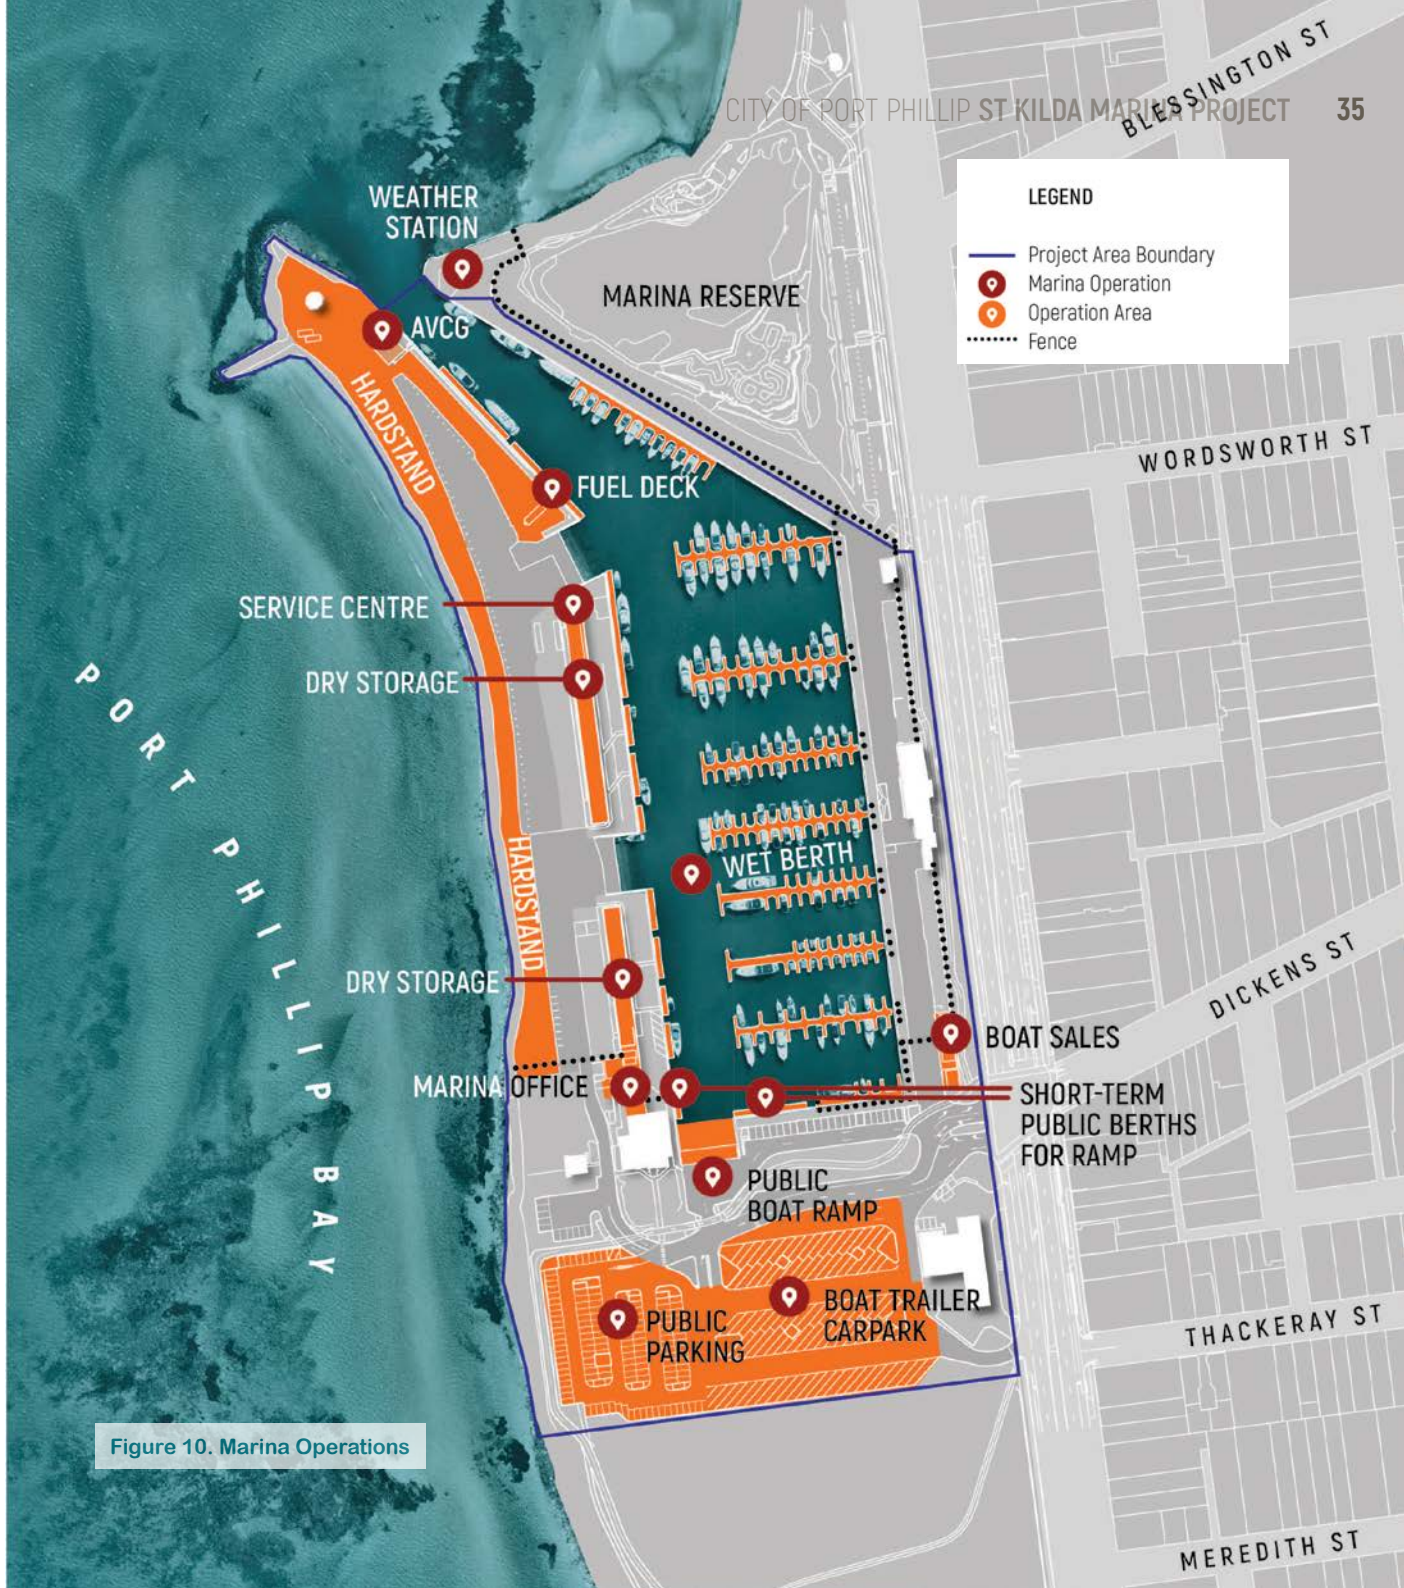 CITY OF PORT PHILLIP ST KILDA MARINA PROJECT 35
BLESSINGTON ST
LEGEND
Project Area Boundary
Marina Operation
Operation Area
Fence
WEATHER
STATION
MARINA RESERVE
AVCG
HARDSTAND
WORDSWORTH ST
FUEL DECK
SERVICE CENTRE
DRY STORAGE
PORT PHILLIP BAY
HARDSTAND
WET BERTH
DRY STORAGE
DICKENS ST
BOAT SALES
MARINA OFFICE
SHORT-TERM
PUBLIC BERTHS
FOR RAMP
PUBLIC
BOAT RAMP
BOAT TRAILER
CARPARK
PUBLIC
PARKING
THACKERAY ST
Figure 10. Marina Operations
MEREDITH ST